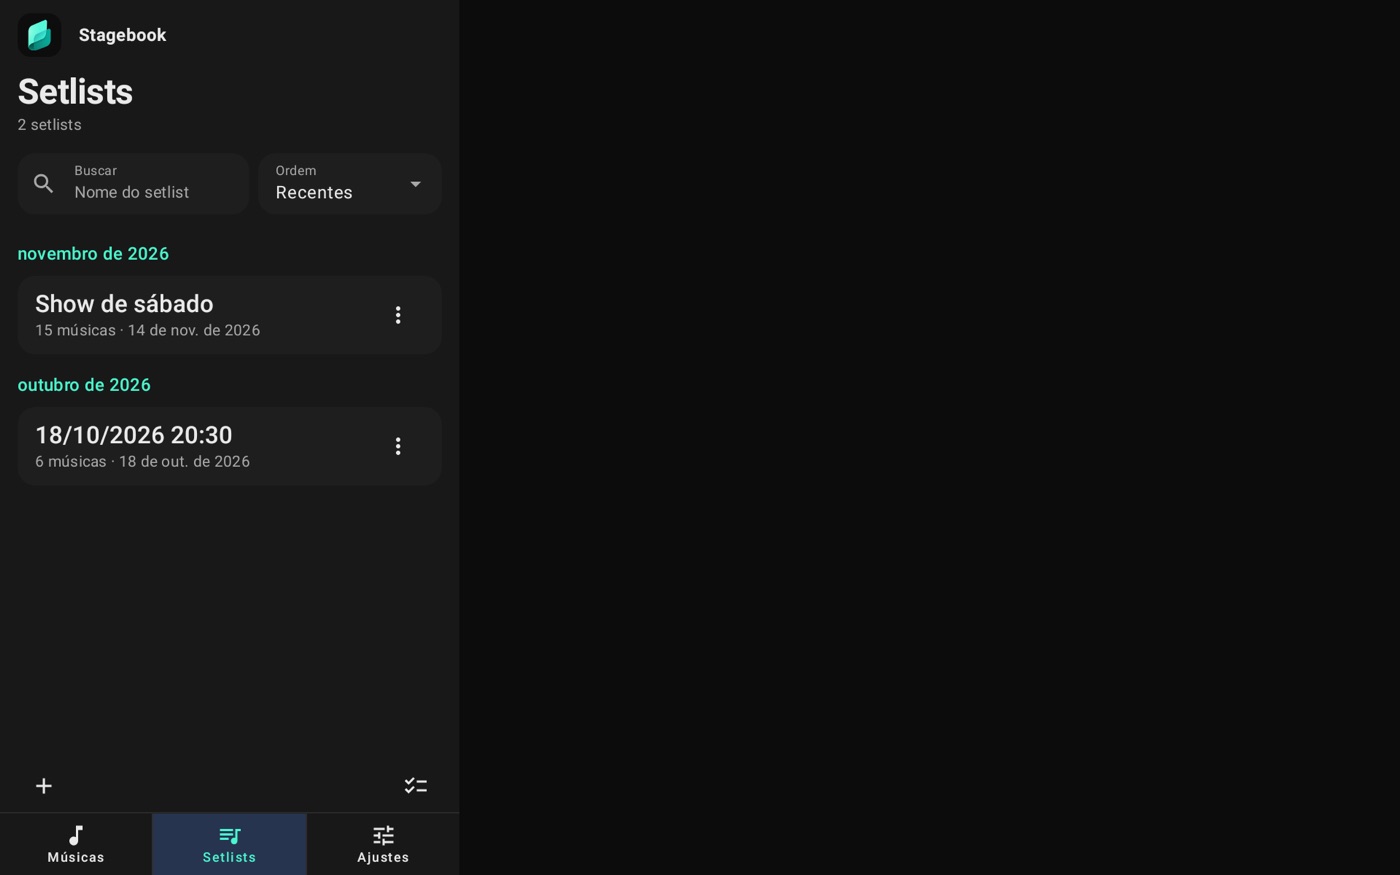 Stagebook
Setlists
2 setlists
Buscar
Nome do setlist
Ordem
Recentes
novembro de 2026
Show de sábado
15 músicas · 14 de nov. de 2026
outubro de 2026
18/10/2026 20:30
6 músicas · 18 de out. de 2026
Músicas
Setlists
Ajustes